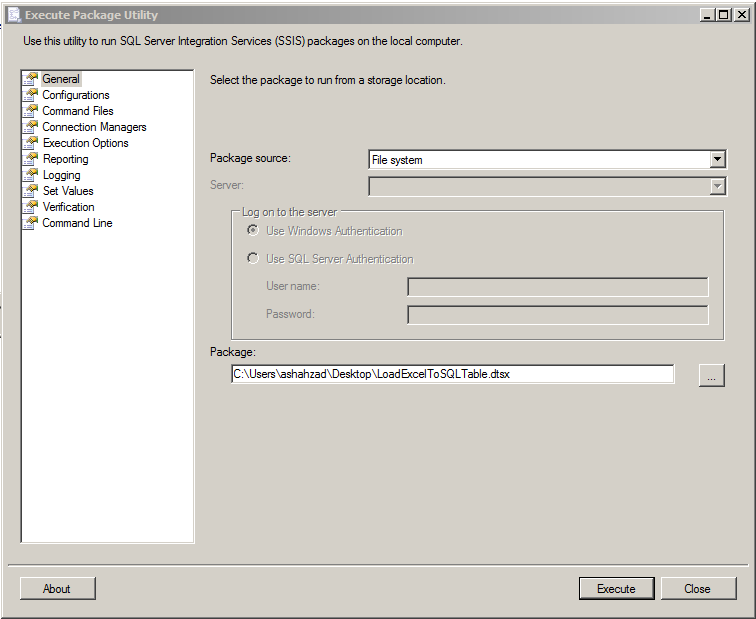 Execute Package Utility
Use this utility to run SQL Server Integration Services (SSIS) packages on the local computer.
General
Configurations
Command Files
Connection Managers
Execution Options
Reporting
Logging
Set Values
Verification
Command Line
Select the package to run from a storage location.
Package source:
File system
Server:
Log on to the server
Use Windows Authentication
Use SQL Server Authentication
User name:
Password:
Package:
C:\Users\ashahzad\Desktop\LoadExcelToSQLTable.dtsx
...
About
Execute
Close